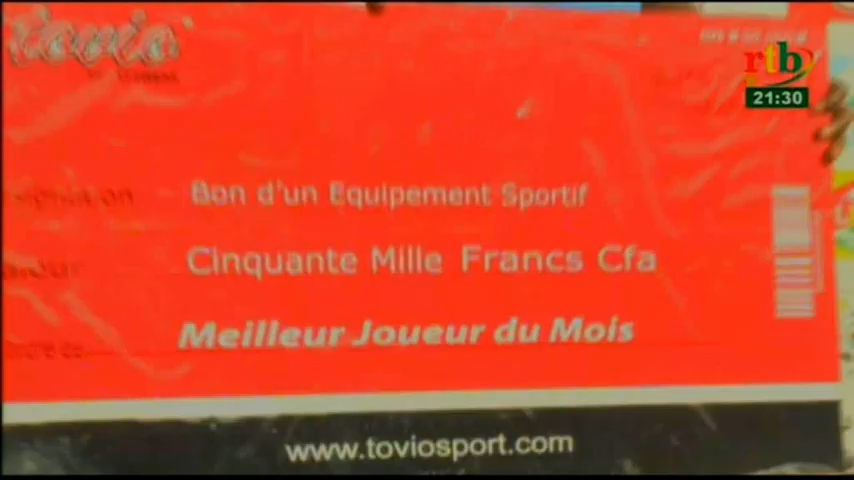 tovio
rtb
21:30
Bon d'un Equipement Sportif
Cinquante Mille Francs Cfa
Meilleur Joueur du Mois
www.toviosport.com